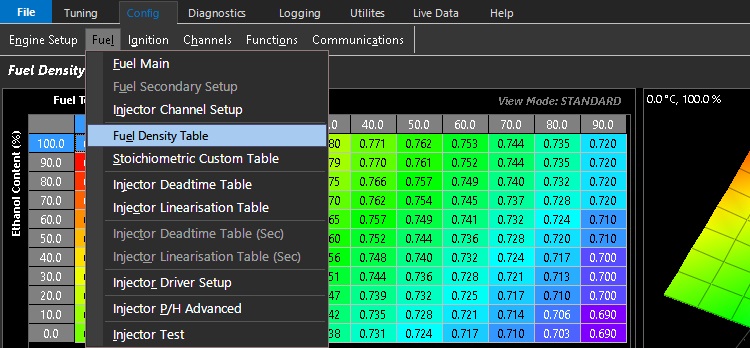 File Tuning Config Diagnostics Logging Utilites Live Data Help
Engine Setup Fuel Ignition Channels Functions Communications
Fuel Density
Fuel Main
Fuel Secondary Setup
Injector Channel Setup
Fuel Density Table
Stoichiometric Custom Table
Injector Deadtime Table
Injector Linearisation Table
Injector Deadtime Table (Sec)
Injector Linearisation Table (Sec)
Injector Driver Setup
Injector P/H Advanced
Injector Test
Fuel T
View Mode: STANDARD
Ethanol Content (%)
.0 40.0 50.0 60.0 70.0 80.0 90.0
100.0 80 0.771 0.762 0.753 0.744 0.735 0.720
90.0 79 0.770 0.761 0.752 0.744 0.735 0.720
80.0 75 0.766 0.757 0.749 0.740 0.732 0.720
70.0 70 0.762 0.754 0.745 0.737 0.728 0.720
60.0 65 0.757 0.749 0.741 0.732 0.724 0.710
50.0 60 0.752 0.744 0.736 0.728 0.720 0.710
40.0 56 0.748 0.740 0.732 0.724 0.717 0.700
30.0 51 0.744 0.736 0.728 0.721 0.713 0.700
20.0 47 0.739 0.732 0.725 0.717 0.710 0.700
10.0 42 0.735 0.728 0.721 0.714 0.706 0.690
0.0 38 0.731 0.724 0.717 0.710 0.703 0.690
0.0 °C, 100.0 %